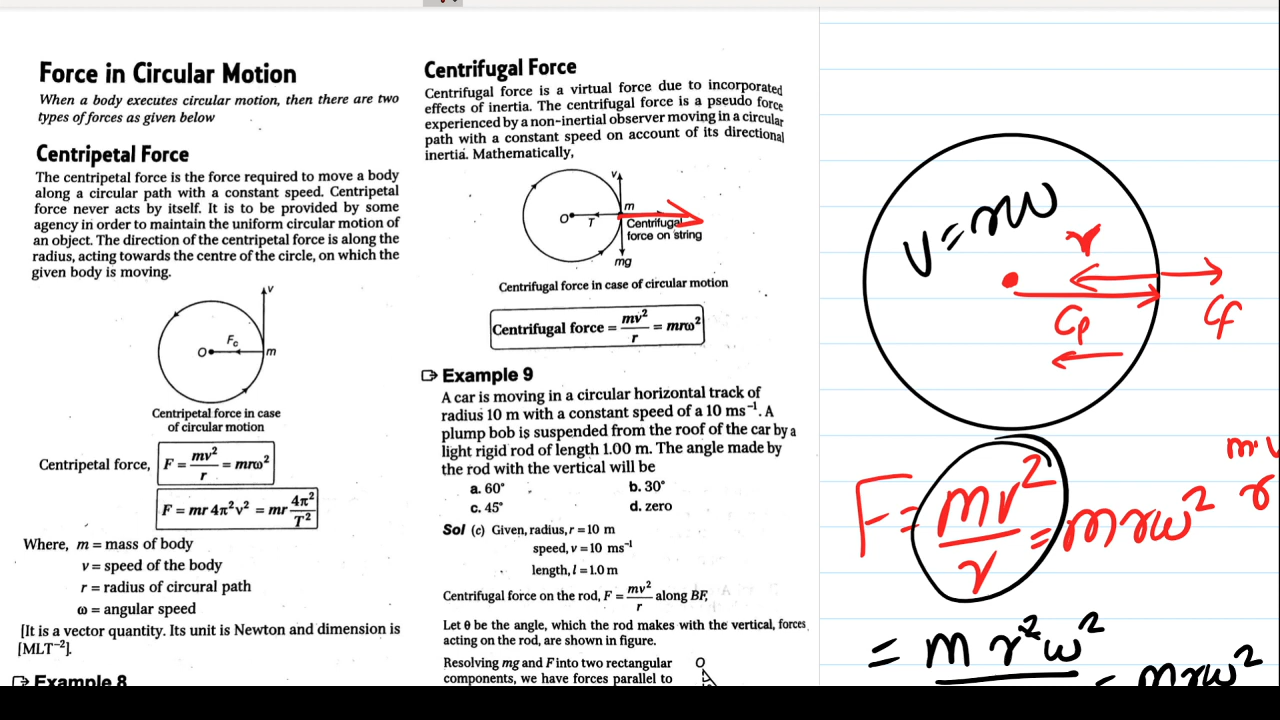 Force in Circular Motion
When a body executes circular motion, then there are two
types of forces as given below
Centripetal Force
The centripetal force is the force required to move a body
along a circular path with a constant speed. Centripetal
force never acts by itself. It is to be provided by some
agency in order to maintain the uniform circular motion of
an object. The direction of the centripetal force is along the
radius, acting towards the centre of the circle, on which the
given body is moving.
v
Fc
O
m
Centripetal force in case
of circular motion
Centripetal force, F = mv²/r = mrω²
F = mr 4π²ν² = mr 4π²/T²
Where, m = mass of body
v = speed of the body
r = radius of circural path
ω = angular speed
[It is a vector quantity. Its unit is Newton and dimension is
[MLT⁻²].
Example 8
Centrifugal Force
Centrifugal force is a virtual force due to incorporated
effects of inertia. The centrifugal force is a pseudo force
experienced by a non-inertial observer moving in a circular
path with a constant speed on account of its directional
inertia. Mathematically,
v
m
O
T
Centrifugal
force on string
mg
Centrifugal force in case of circular motion
Centrifugal force = mv²/r = mrω²
Example 9
A car is moving in a circular horizontal track of
radius 10 m with a constant speed of a 10 ms⁻¹. A
plump bob is suspended from the roof of the car by a
light rigid rod of length 1.00 m. The angle made by
the rod with the vertical will be
a. 60° b. 30°
c. 45° d. zero
Sol (c) Given, radius, r = 10 m
speed, v = 10 ms⁻¹
length, l = 1.0 m
Centrifugal force on the rod, F = mv²/r along BF,
Let θ be the angle, which the rod makes with the vertical, forces
acting on the rod, are shown in figure.
Resolving mg and F into two rectangular
components, we have forces parallel to
O
v = rω
r
Cp
Cf
F = mv²/r = mrω²
= m r²ω² = mrω²